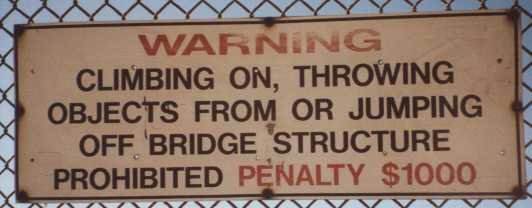 WARNING
CLIMBING ON, THROWING
OBJECTS FROM OR JUMPING
OFF BRIDGE STRUCTURE
PROHIBITED PENALTY $1000